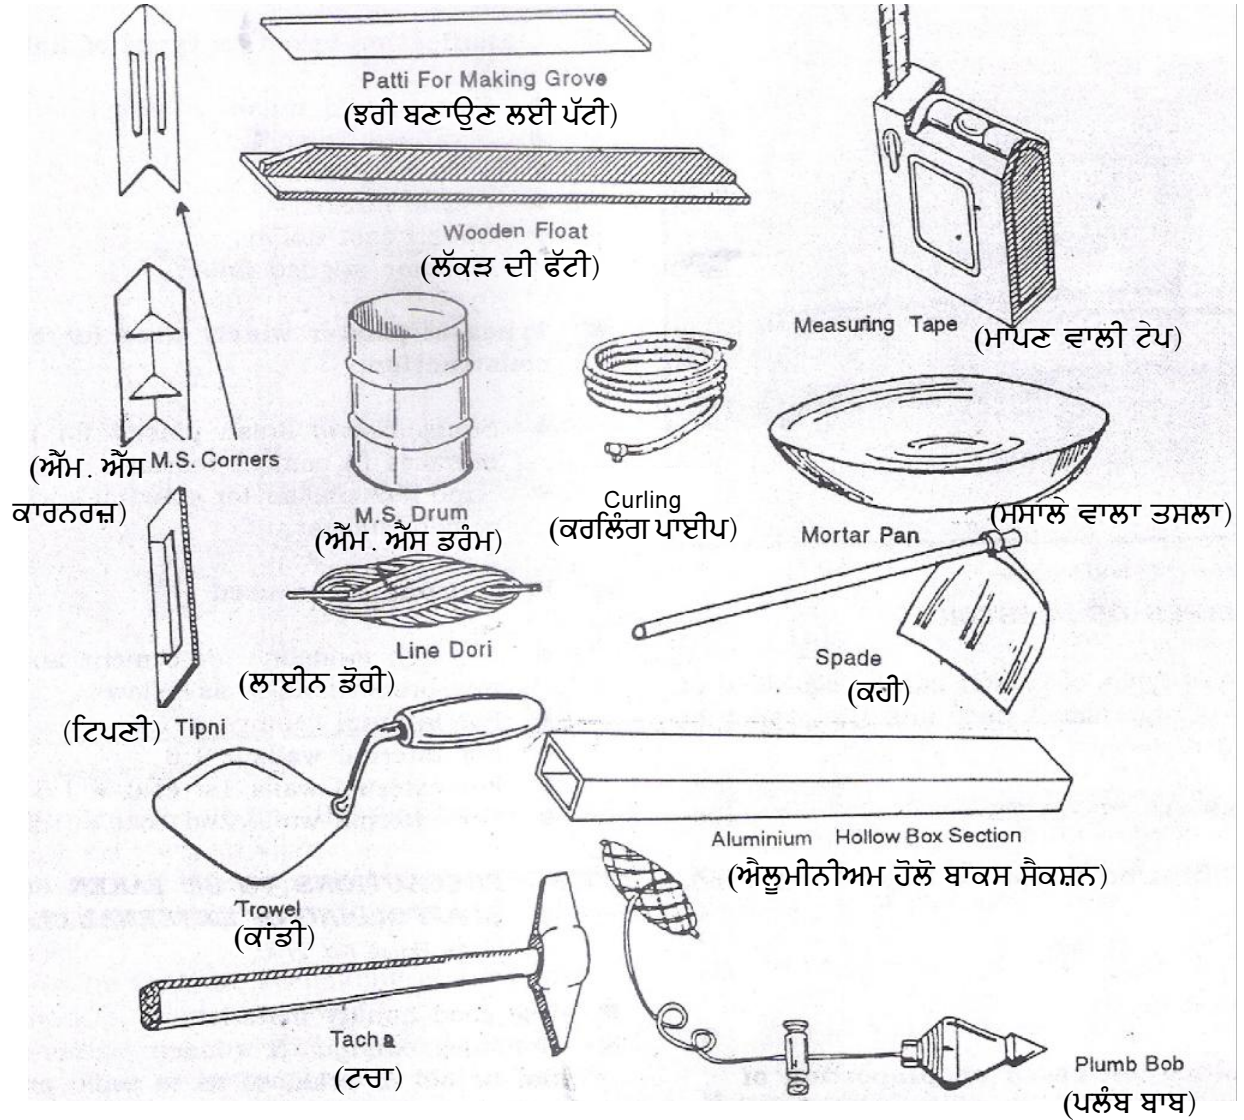 Patti For Making Grove
(ਝਰੀ ਬਣਾਉਣ ਲਈ ਪੱਟੀ)
Wooden Float
(ਲੱਕੜ ਦੀ ਫੱਟੀ)
Measuring Tape
(ਮਾਪਣ ਵਾਲੀ ਟੇਪ)
M.S. Corners
(ਐੱਮ. ਐੱਸ
ਕਾਰਨਰਜ਼)
M.S. Drum
(ਐੱਮ. ਐੱਸ ਡਰੰਮ)
Curling
(ਕਰਲਿੰਗ ਪਾਈਪ)
Mortar Pan
(ਮਸਾਲੇ ਵਾਲਾ ਤਸਲਾ)
Line Dori
(ਲਾਈਨ ਡੋਰੀ)
Spade
(ਕਹੀ)
(ਟਿਪਣੀ) Tipni
Aluminium Hollow Box Section
(ਐਲੂਮੀਨੀਅਮ ਹੋਲੋ ਬਾਕਸ ਸੈਕਸ਼ਨ)
Trowel
(ਕਾਂਡੀ)
Tacha
(ਟਚਾ)
Plumb Bob
(ਪਲੰਬ ਬਾਬ)